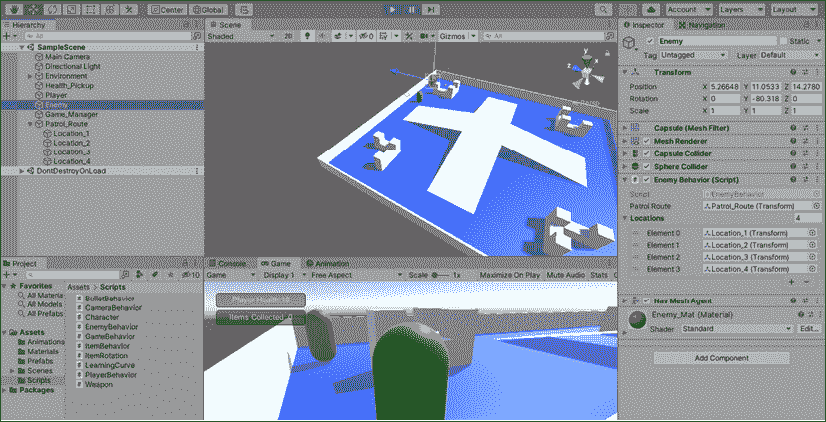 Center Global
Account Layers Layout
Hierarchy
All
SampleScene
Main Camera
Directional Light
Environment
Health_Pickup
Player
Enemy
Game_Manager
Patrol_Route
Location_1
Location_2
Location_3
Location_4
DontDestroyOnLoad
Scene
Shaded 2D 0 Gizmos All
y
x
z
Console Game Animation
Game Display 1 Free Aspect Scale 1x Maximize On Play Mute Audio Stats
Items Collected: 0
Project
10
Favorites
All Materia
All Models
All Prefabs
Assets
Animations
Materials
Prefabs
Scenes
Scripts
Packages
Assets > Scripts
BulletBehavior
CameraBehavior
Character
EnemyBehavior
GameBehavior
ItemBehavior
ItemRotation
LearningCurve
PlayerBehavior
Weapon
Inspector Navigation
Enemy Static
Tag Untagged Layer Default
Transform
Position X 5.26648 Y 11.0533 Z 14.2780
Rotation X 0 Y -80.318 Z 0
Scale X 1 Y 1 Z 1
Capsule (Mesh Filter)
Mesh Renderer
Capsule Collider
Sphere Collider
Enemy Behavior (Script)
Script EnemyBehavior
Patrol Route Patrol_Route (Transform)
Locations 4
Element 0 Location_1 (Transform)
Element 1 Location_2 (Transform)
Element 2 Location_3 (Transform)
Element 3 Location_4 (Transform)
Nav Mesh Agent
Enemy_Mat (Material)
Shader Standard Edit...
Add Component